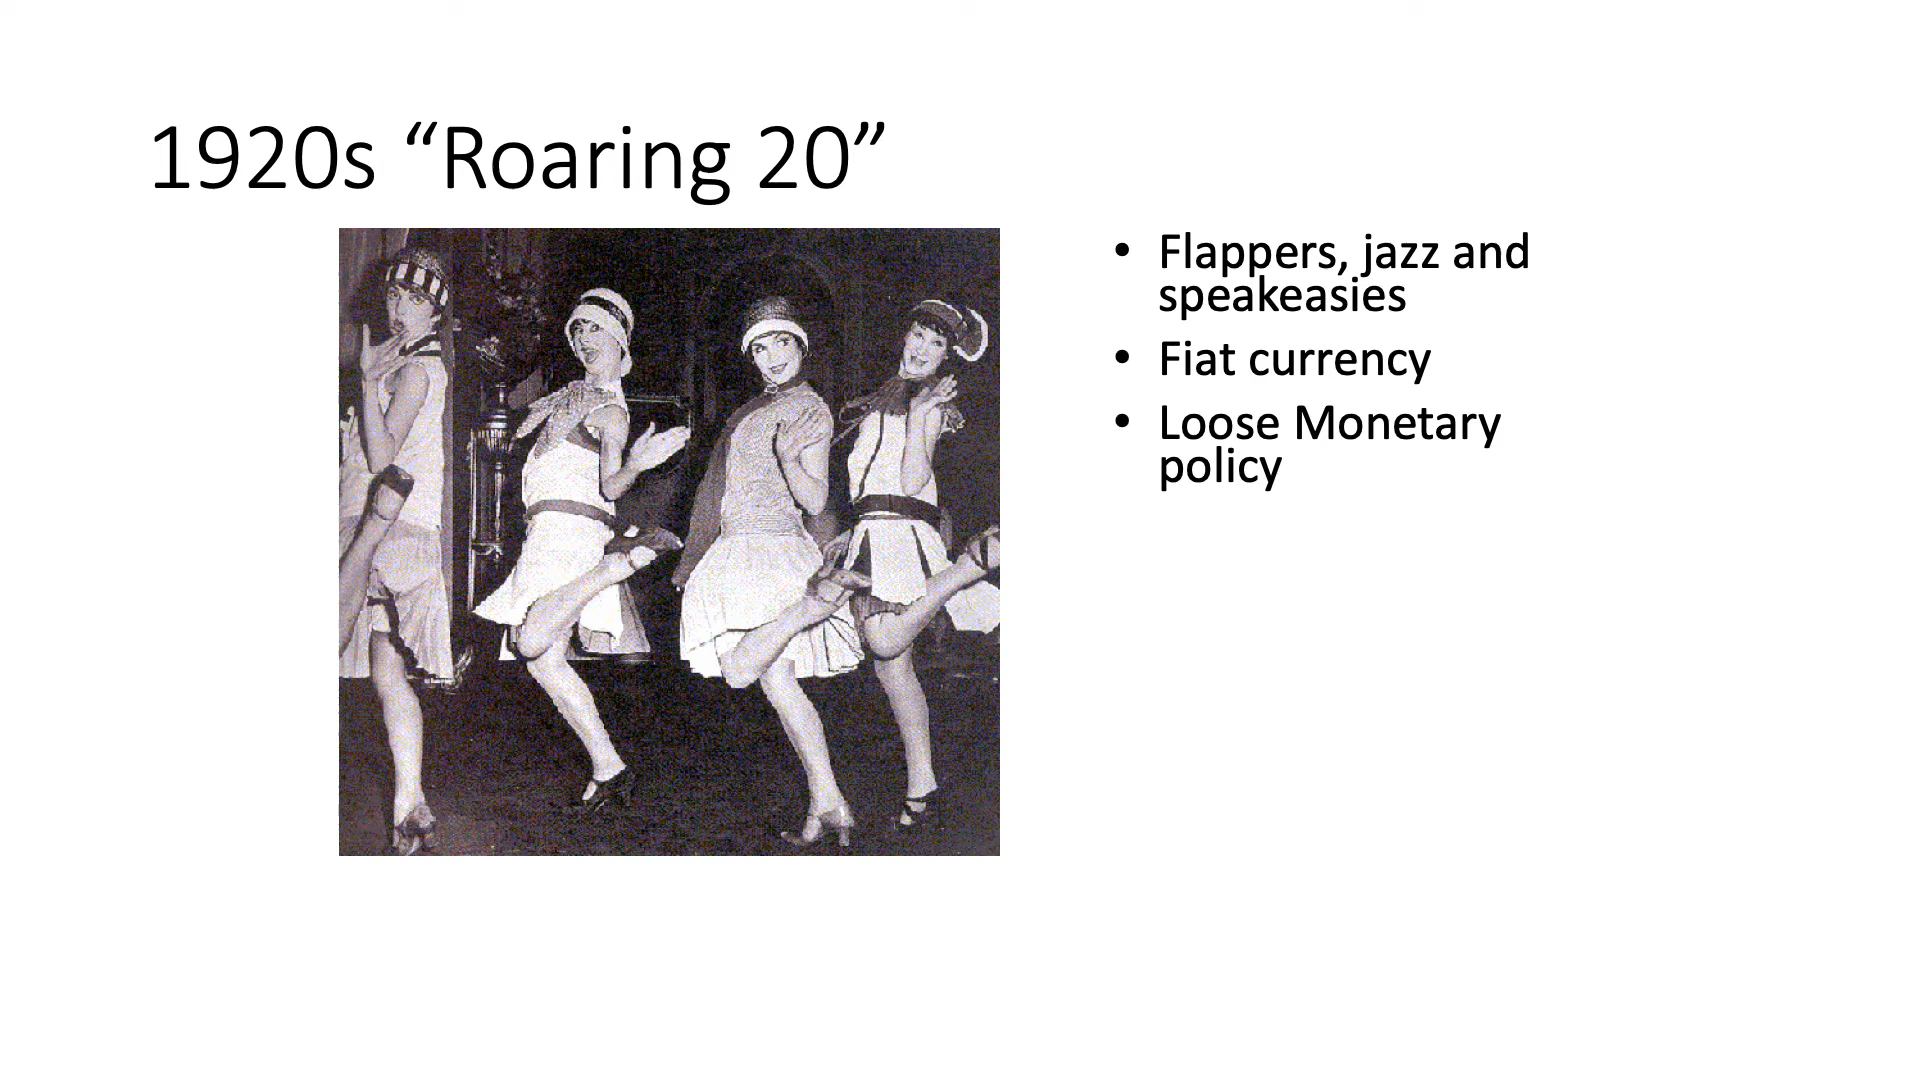 1920s “Roaring 20”
• Flappers, jazz and
speakeasies
• Fiat currency
• Loose Monetary
policy